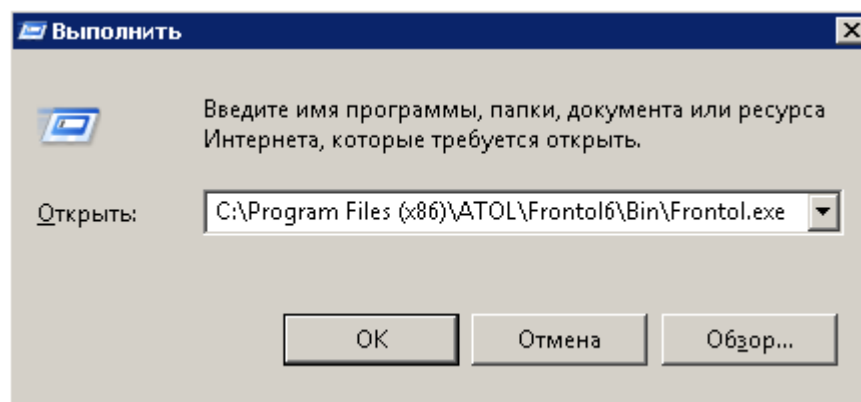 Выполнить
Введите имя программы, папки, документа или ресурса
Интернета, которые требуется открыть.
Открыть: C:\Program Files (x86)\ATOL\Frontol6\Bin\Frontol.exe
OK Отмена Обзор...